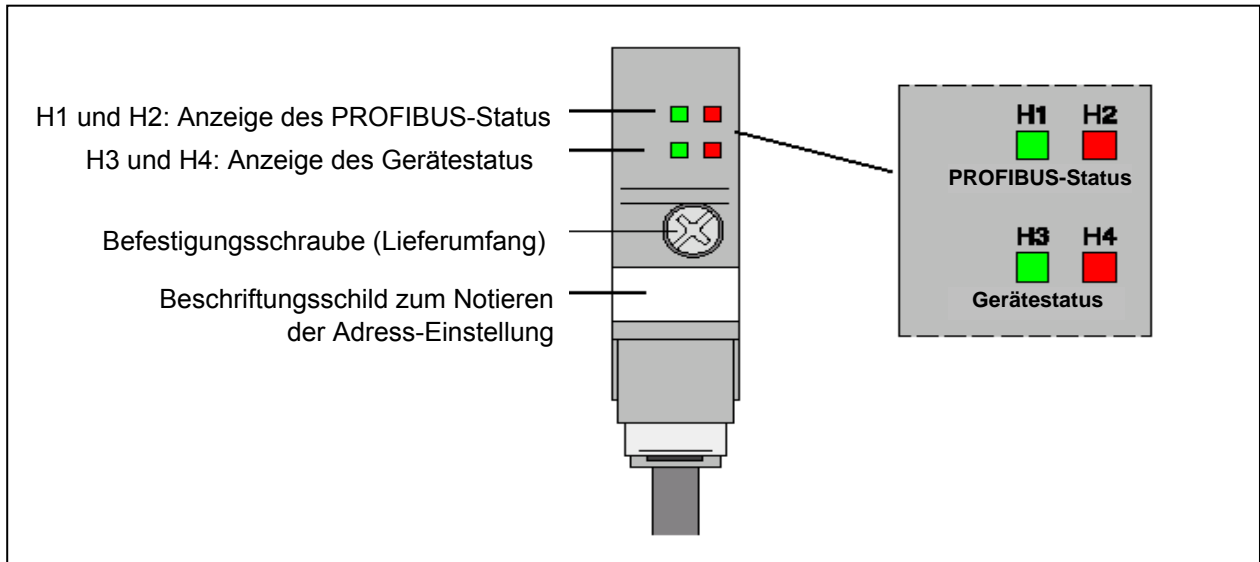 H1 und H2: Anzeige des PROFIBUS-Status
H3 und H4: Anzeige des Gerätestatus
Befestigungsschraube (Lieferumfang)
Beschriftungsschild zum Notieren
der Adress-Einstellung
H1 H2
PROFIBUS-Status
H3 H4
Gerätestatus